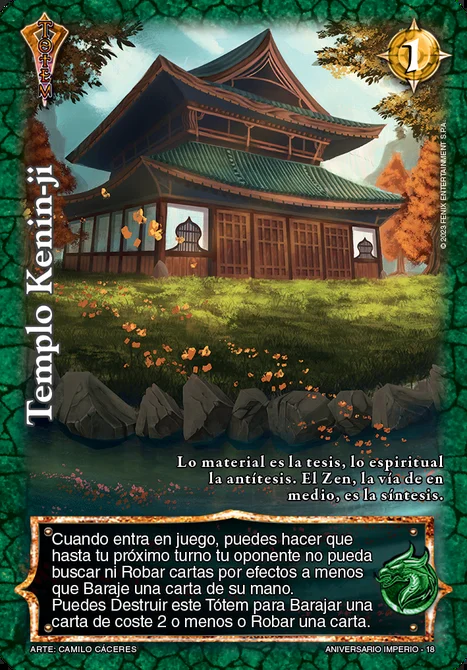 TOTEM
1
Templo Kenin-ji
© 2023 FENIX ENTERTAINMENT S.P.A.
Lo material es la tesis, lo espiritual
la antítesis. El Zen, la vía de en
medio, es la síntesis.
Cuando entra en juego, puedes hacer que
hasta tu próximo turno tu oponente no pueda
buscar ni Robar cartas por efectos a menos
que Baraje una carta de su mano.
Puedes Destruir este Tótem para Barajar una
carta de coste 2 o menos o Robar una carta.
ARTE: CAMILO CÁCERES
ANIVERSARIO IMPERIO - 18